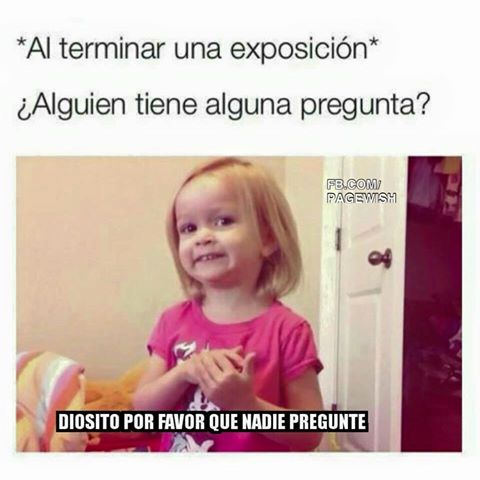 *Al terminar una exposición*
¿Alguien tiene alguna pregunta?
FB.COM/
PAGEWISH
DIOSITO POR FAVOR QUE NADIE PREGUNTE